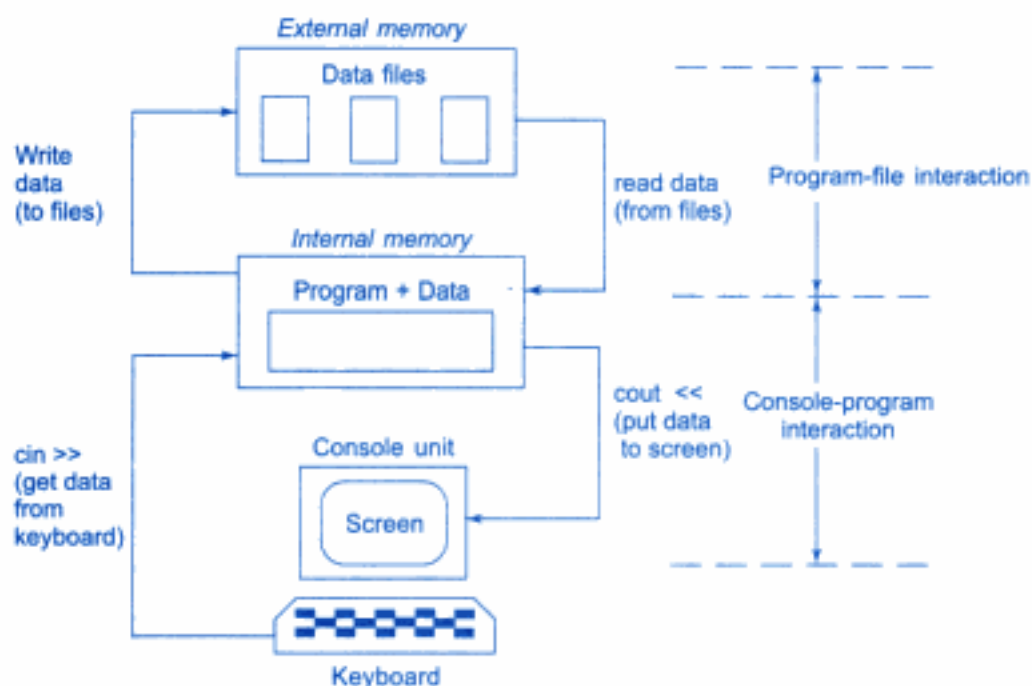 External memory
Data files
Write
data
(to files)
read data
(from files)
Program-file interaction
Internal memory
Program + Data
cout <<
(put data
to screen)
Console-program
interaction
cin >>
(get data
from
keyboard)
Console unit
Screen
Keyboard